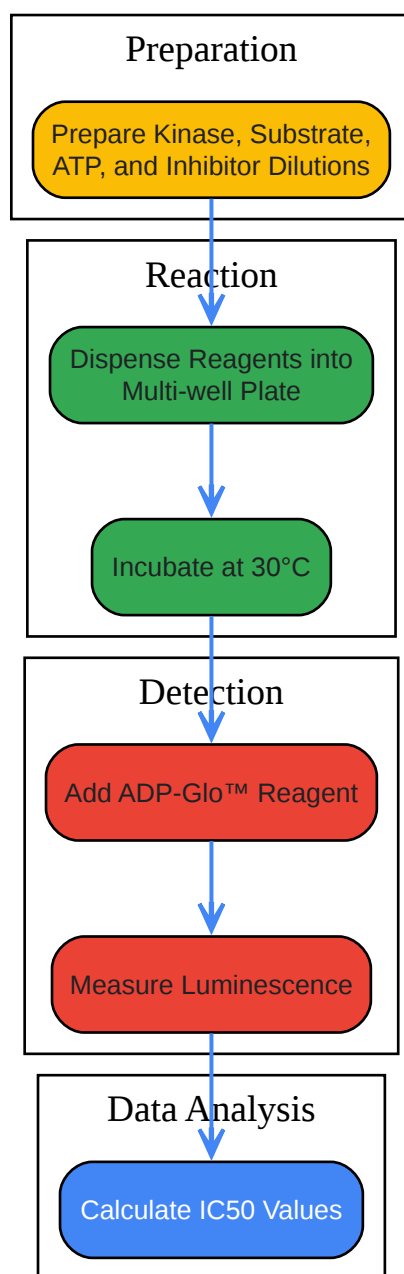 Preparation
Prepare Kinase, Substrate,
ATP, and Inhibitor Dilutions
Reaction
Dispense Reagents into
Multi-well Plate
Incubate at 30°C
Detection
Add ADP-Glo™ Reagent
Measure Luminescence
Data Analysis
Calculate IC50 Values